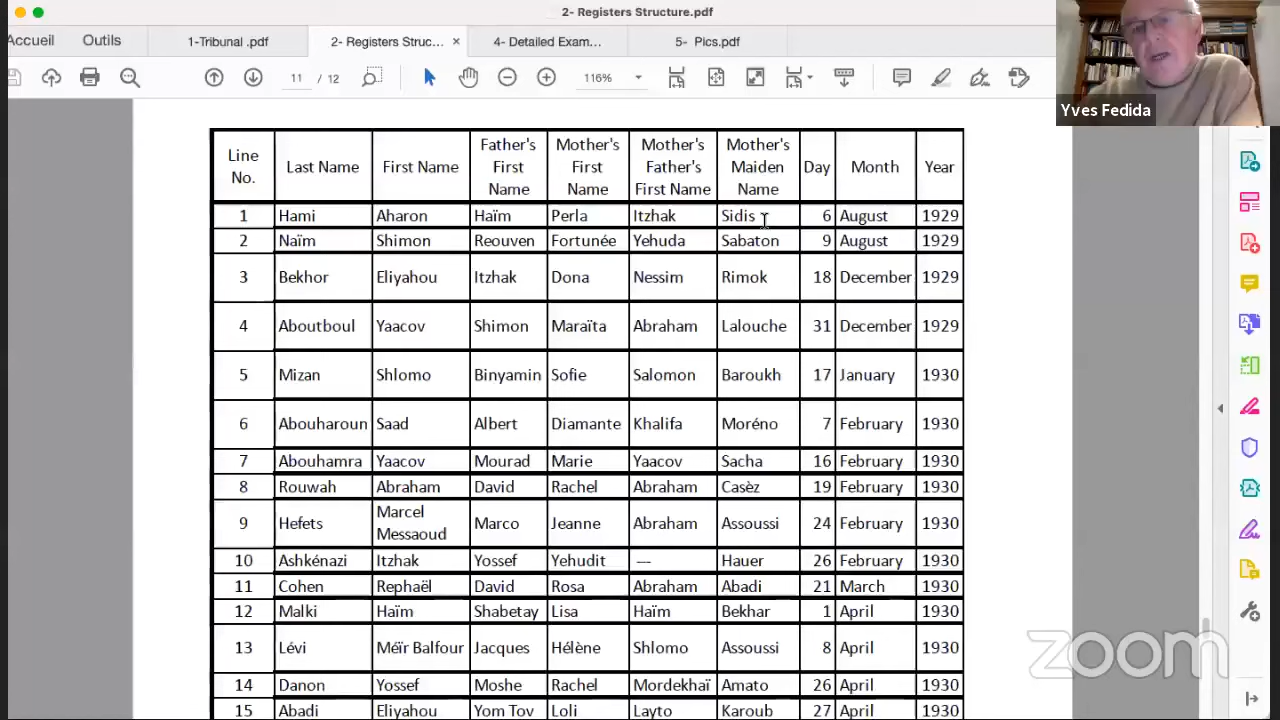 2- Registers Structure.pdf
Accueil Outils 1-Tribunal .pdf 2- Registers Struc... × 4- Detailed Exam... 5- Pics.pdf
11 / 12 116%
Yves Fedida
Line No. Last Name First Name Father's First Name Mother's First Name Mother's Father's First Name Mother's Maiden Name Day Month Year
1 Hami Aharon Haïm Perla Itzhak Sidis 6 August 1929
2 Naïm Shimon Reouven Fortunée Yehuda Sabaton 9 August 1929
3 Bekhor Eliyahou Itzhak Dona Nessim Rimok 18 December 1929
4 Aboutboul Yaacov Shimon Maraïta Abraham Lalouche 31 December 1929
5 Mizan Shlomo Binyamin Sofie Salomon Baroukh 17 January 1930
6 Abouharoun Saad Albert Diamante Khalifa Moréno 7 February 1930
7 Abouhamra Yaacov Mourad Marie Yaacov Sacha 16 February 1930
8 Rouwah Abraham David Rachel Abraham Casèz 19 February 1930
9 Hefets Marcel Messaoud Marco Jeanne Abraham Assoussi 24 February 1930
10 Ashkénazi Itzhak Yossef Yehudit --- Hauer 26 February 1930
11 Cohen Rephaël David Rosa Abraham Abadi 21 March 1930
12 Malki Haïm Shabetay Lisa Haïm Bekhar 1 April 1930
13 Lévi Méïr Balfour Jacques Hélène Shlomo Assoussi 8 April 1930
14 Danon Yossef Moshe Rachel Mordekhaï Amato 26 April 1930
15 Abadi Eliyahou Yom Tov Loli Layto Karoub 27 April 1930
zoom